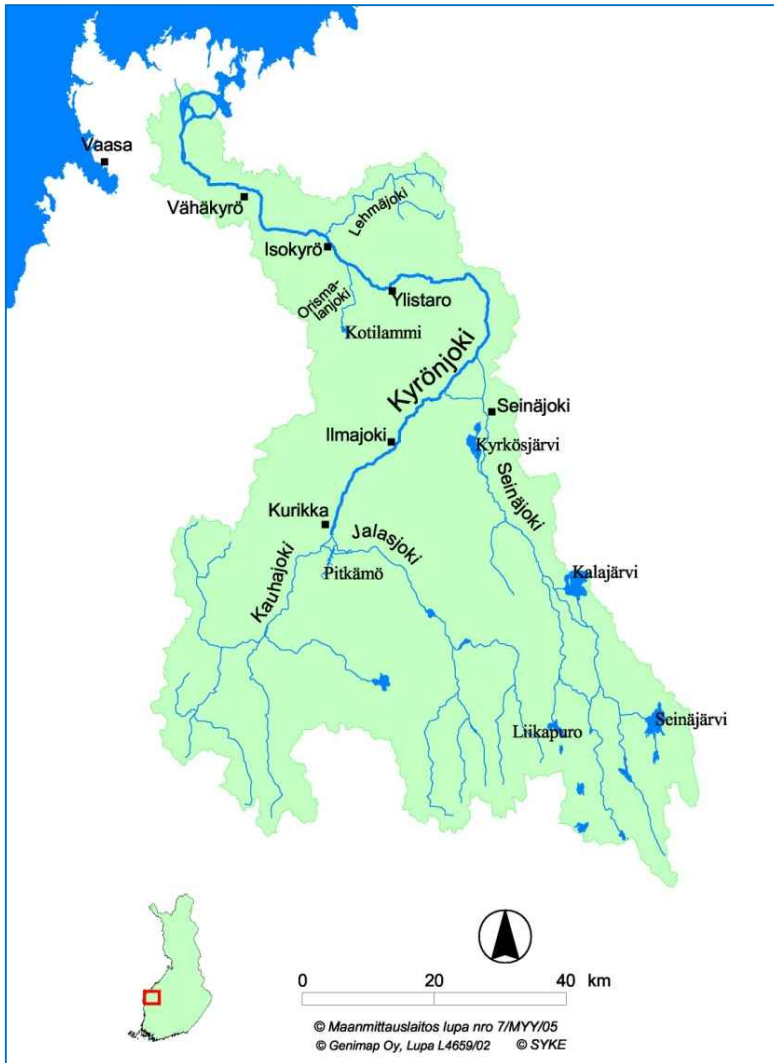 Vaasa
Vähäkyrö
Lehmäjoki
Isokyrö
Orisma-
lanjoki
Ylistaro
Kotilammi
Kyrönjoki
Seinäjoki
Ilmajoki
Kyrkösjärvi
Seinäjoki
Kurikka
Jalasjoki
Kauhajoki
Pitkämö
Kalajärvi
Liikapuro
Seinäjärvi
0 20 40 km
© Maanmittauslaitos lupa nro 7/MYY/05
© Genimap Oy, Lupa L4659/02 © SYKE